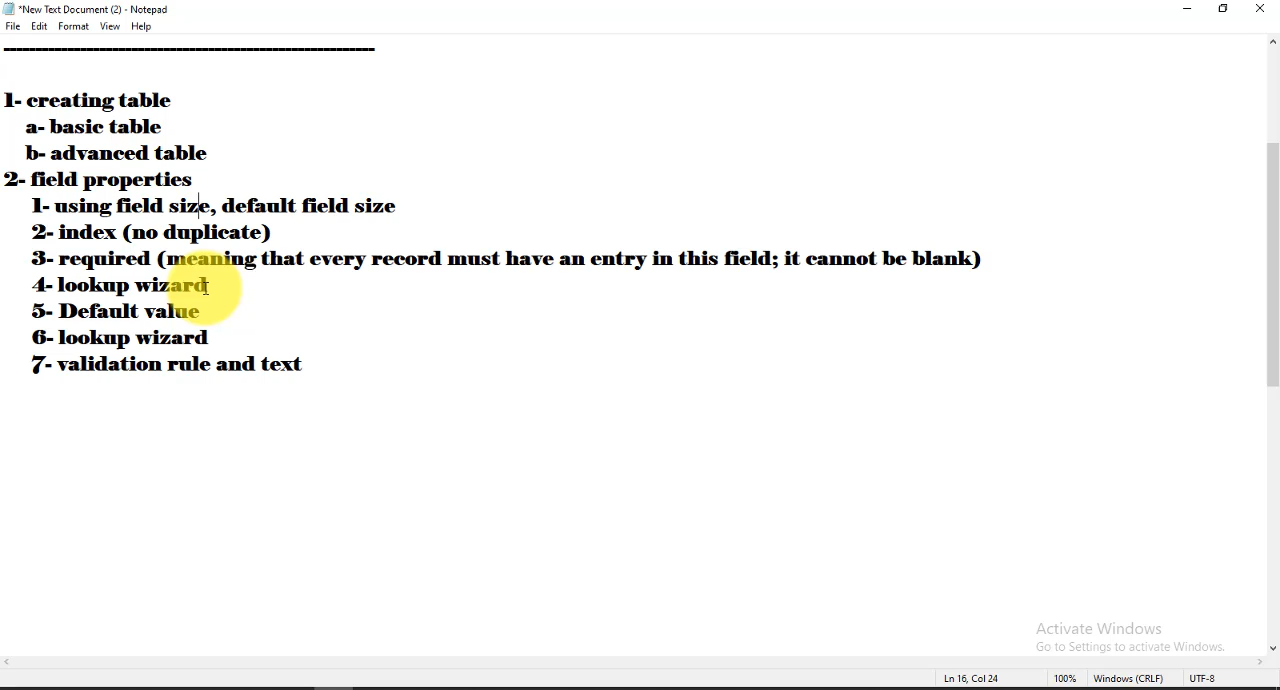 *New Text Document (2) - Notepad
File Edit Format View Help
----------------------------------------------------------
1- creating table
a- basic table
b- advanced table
2- field properties
1- using field size, default field size
2- index (no duplicate)
3- required (meaning that every record must have an entry in this field; it cannot be blank)
4- lookup wizard
5- Default value
6- lookup wizard
7- validation rule and text
Activate Windows
Go to Settings to activate Windows.
Ln 16, Col 24 100% Windows (CRLF) UTF-8